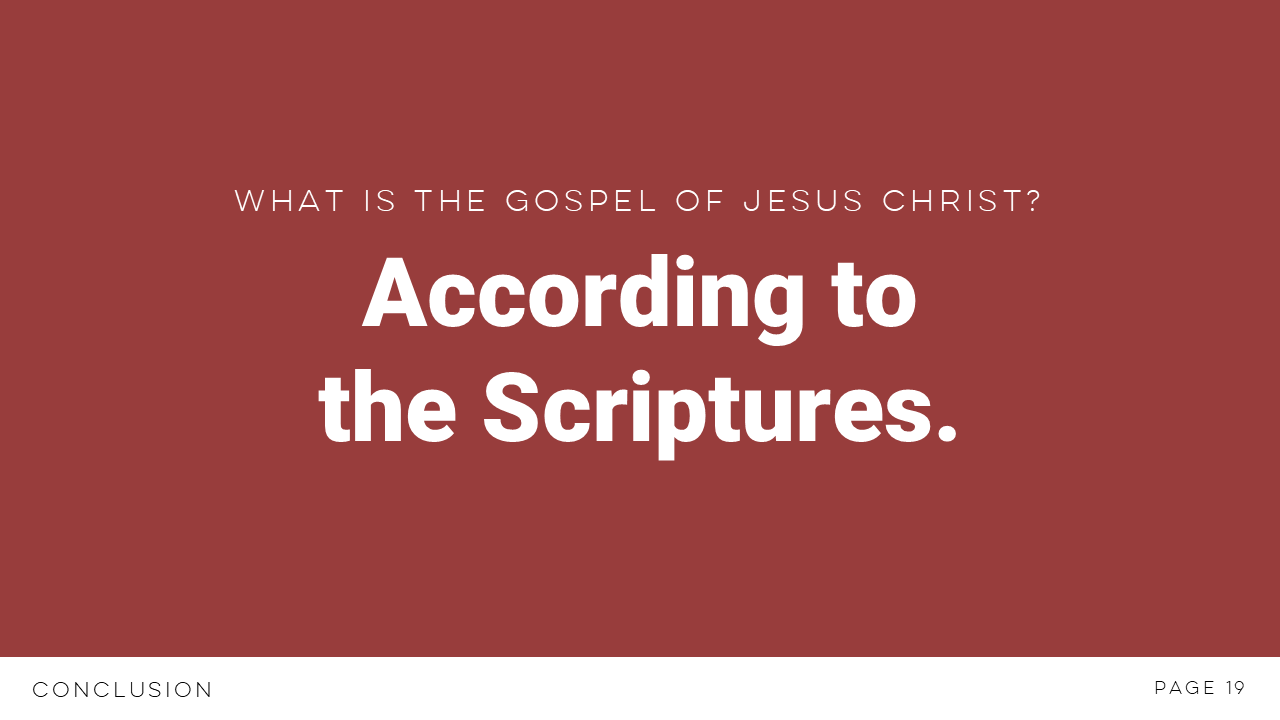 WHAT IS THE GOSPEL OF JESUS CHRIST?
According to
the Scriptures.
CONCLUSION
PAGE 19